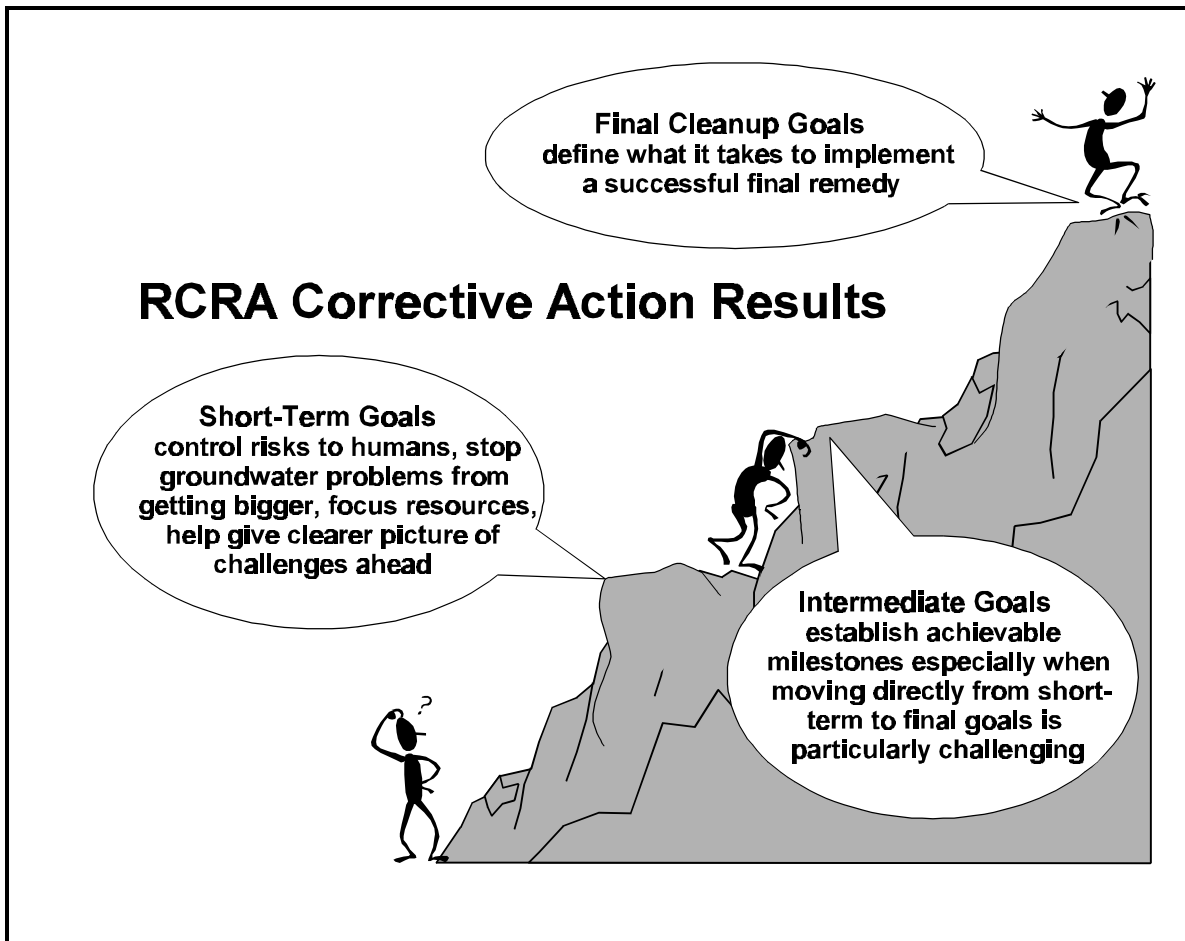 Final Cleanup Goals
define what it takes to implement
a successful final remedy
RCRA Corrective Action Results
Short-Term Goals
control risks to humans, stop
groundwater problems from
getting bigger, focus resources,
help give clearer picture of
challenges ahead
Intermediate Goals
establish achievable
milestones especially when
moving directly from short-
term to final goals is
particularly challenging
?